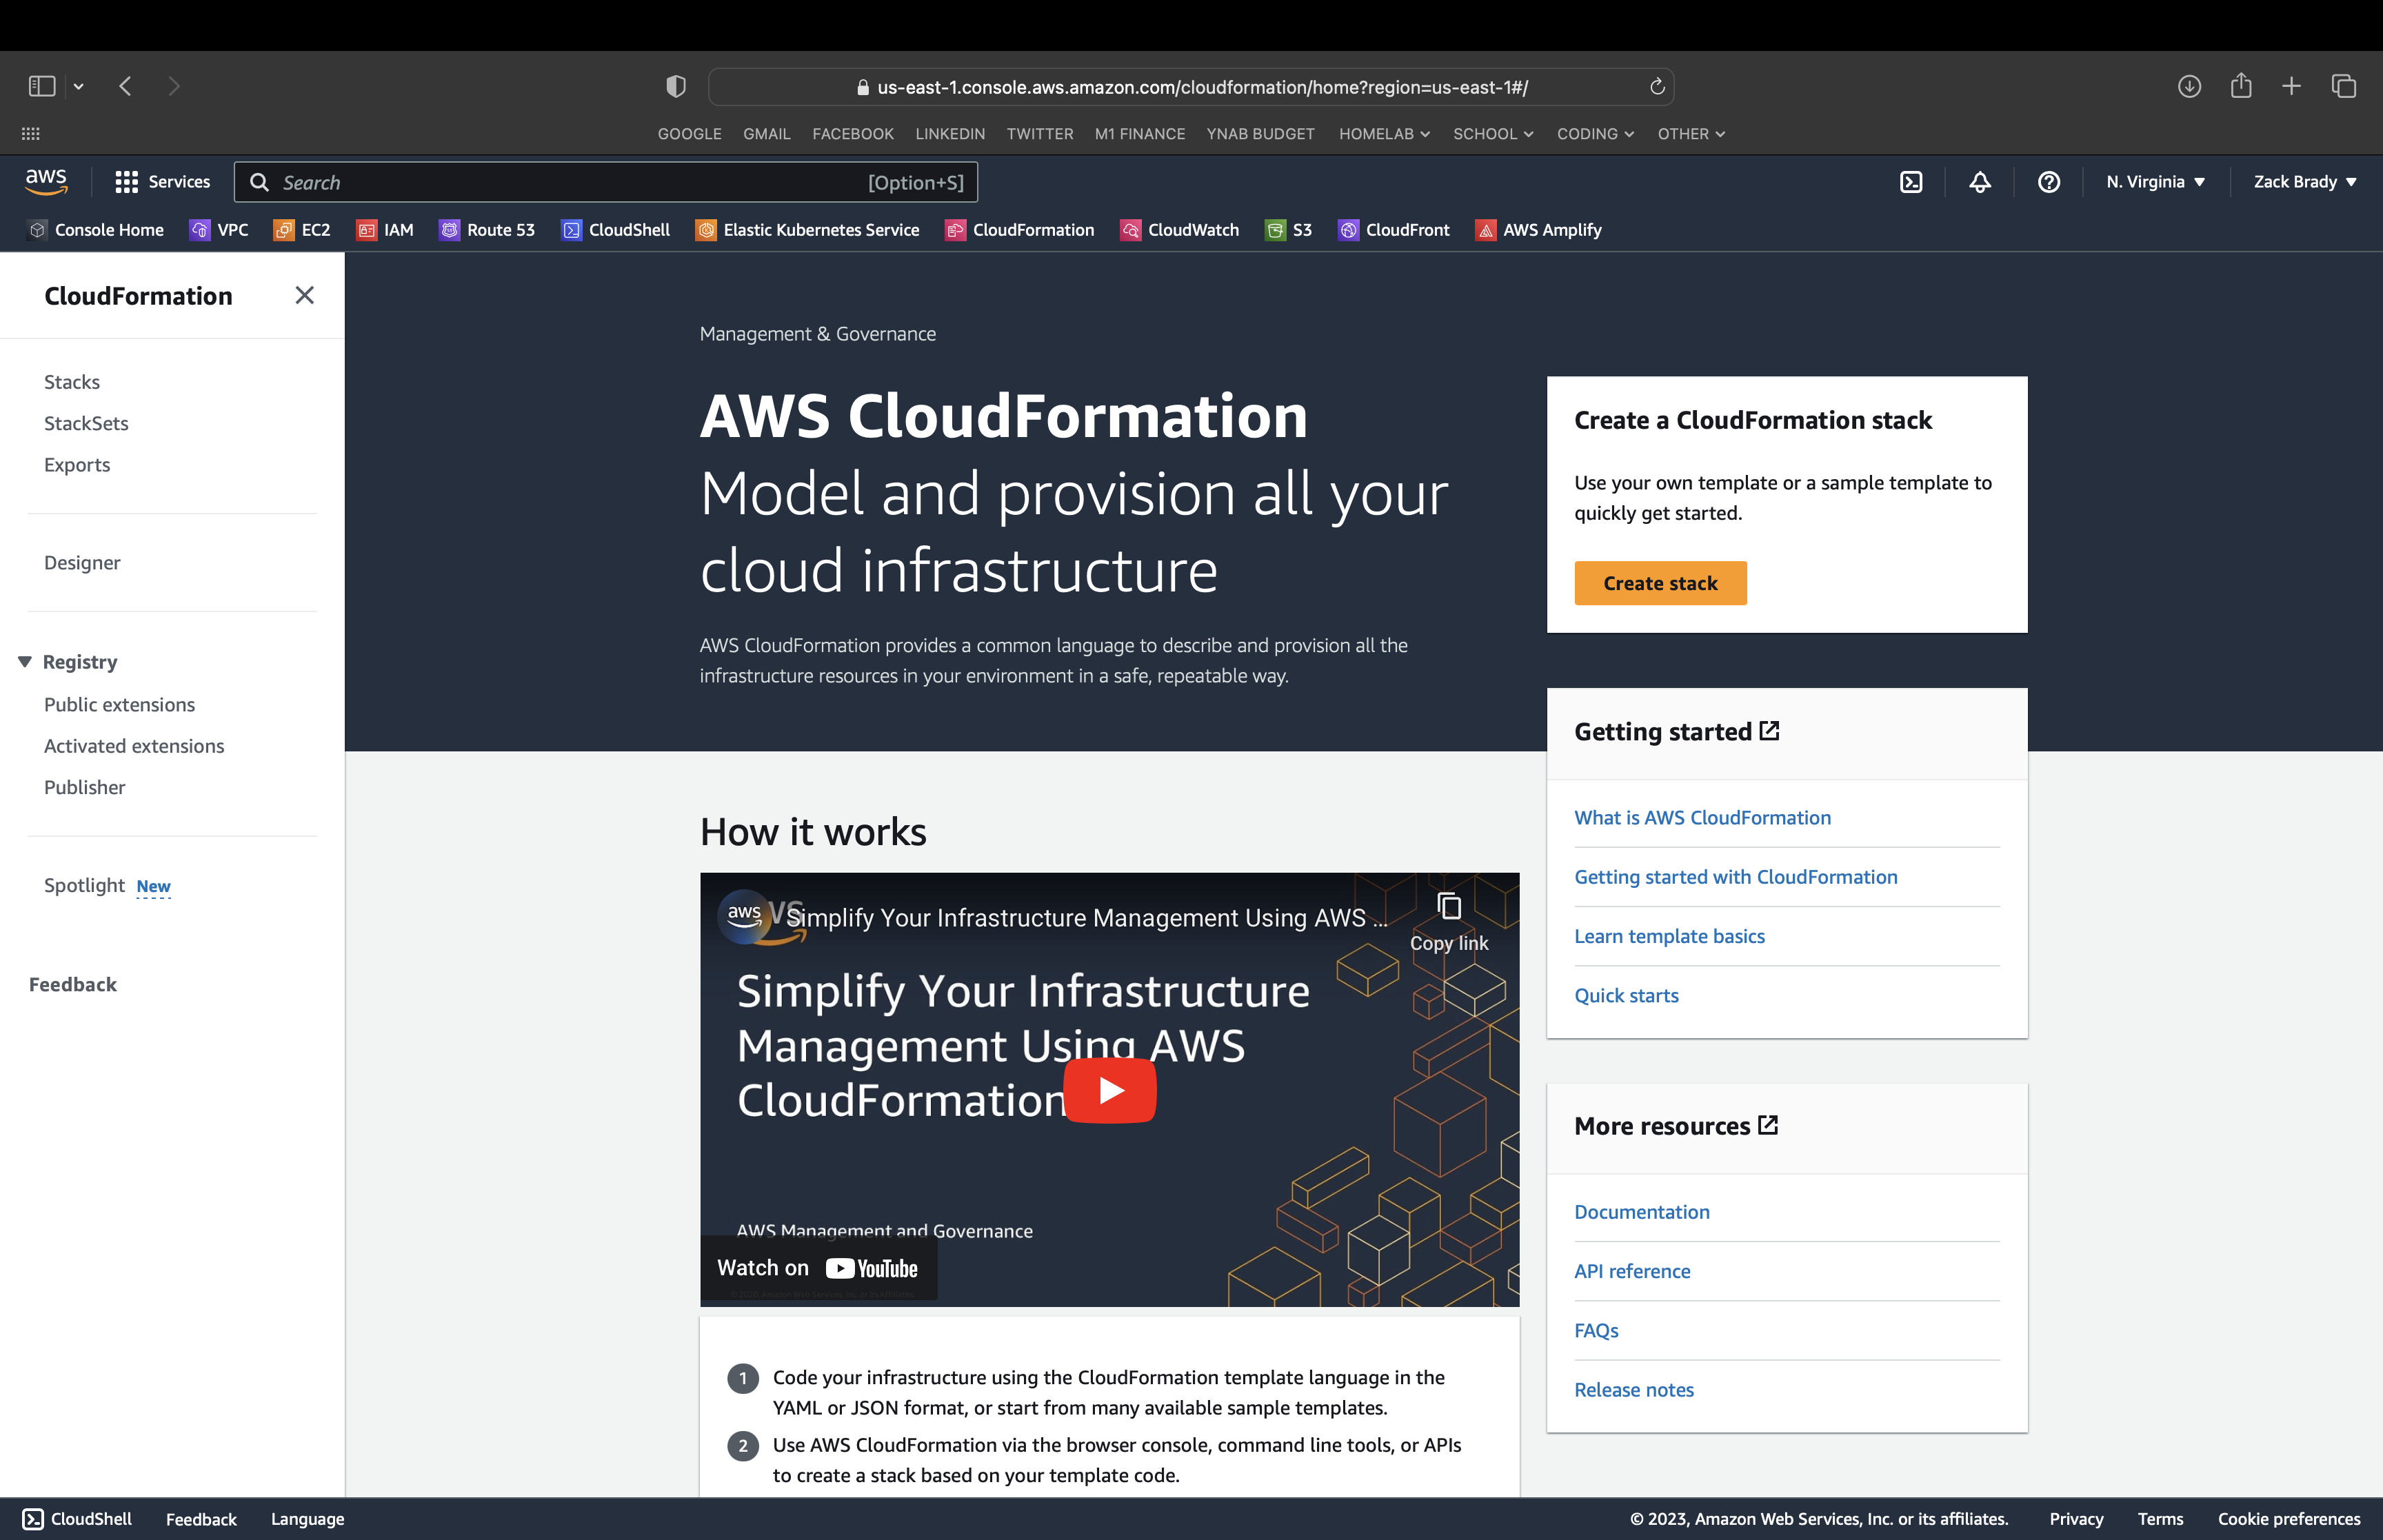 us-east-1.console.aws.amazon.com/cloudformation/home?region=us-east-1#/
GOOGLE GMAIL FACEBOOK LINKEDIN TWITTER M1 FINANCE YNAB BUDGET HOMELAB SCHOOL CODING OTHER
aws Services Search [Option+S] N. Virginia Zack Brady
Console Home VPC EC2 IAM Route 53 CloudShell Elastic Kubernetes Service CloudFormation CloudWatch S3 CloudFront AWS Amplify
CloudFormation
Stacks
StackSets
Exports
Designer
Registry
Public extensions
Activated extensions
Publisher
Spotlight New
Feedback
Management & Governance
AWS CloudFormation
Model and provision all your
cloud infrastructure
AWS CloudFormation provides a common language to describe and provision all the
infrastructure resources in your environment in a safe, repeatable way.
Create a CloudFormation stack
Use your own template or a sample template to
quickly get started.
Create stack
Getting started
What is AWS CloudFormation
Getting started with CloudFormation
Learn template basics
Quick starts
More resources
Documentation
API reference
FAQs
Release notes
How it works
aws Simplify Your Infrastructure Management Using AWS ...
Copy link
Simplify Your Infrastructure
Management Using AWS
CloudFormation
AWS Management and Governance
Watch on YouTube
1 Code your infrastructure using the CloudFormation template language in the
YAML or JSON format, or start from many available sample templates.
2 Use AWS CloudFormation via the browser console, command line tools, or APIs
to create a stack based on your template code.
CloudShell Feedback Language © 2023, Amazon Web Services, Inc. or its affiliates. Privacy Terms Cookie preferences